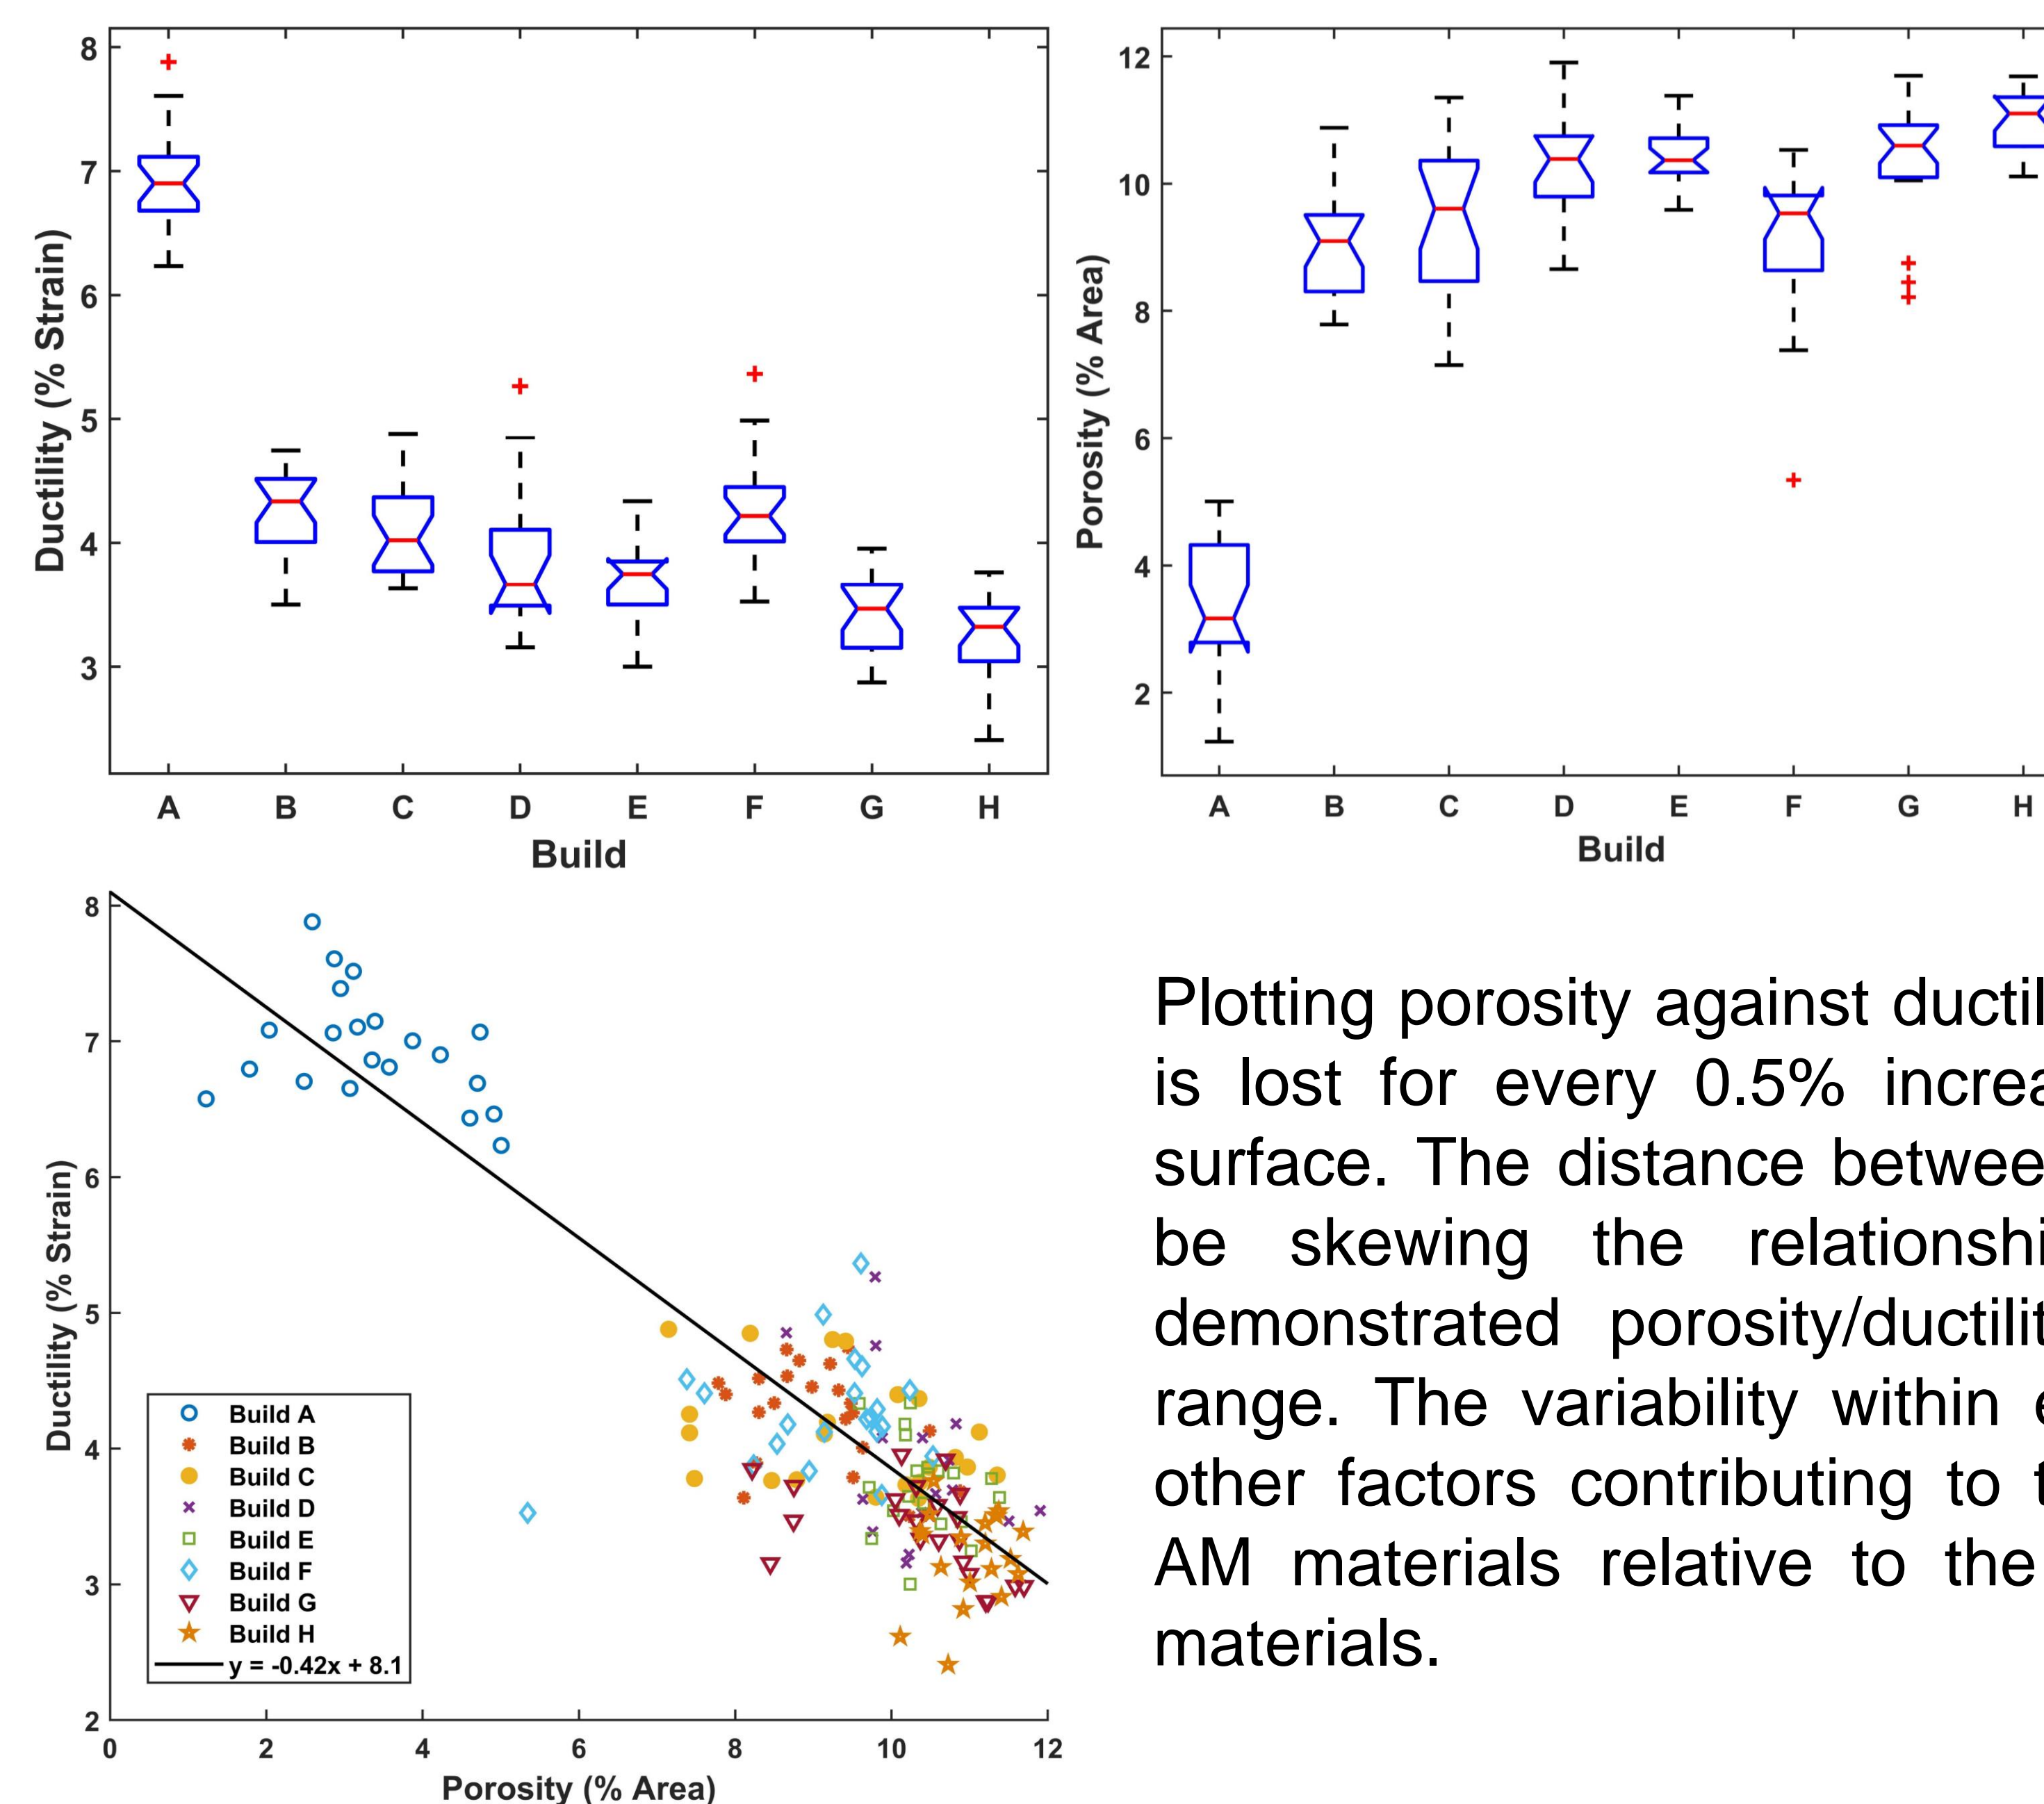 8
7
6
5
4
3
Ductility (% Strain)
A B C D E F G H
Build
12
10
8
6
4
2
Porosity (% Area)
A B C D E F G H
Build
8
7
6
5
4
3
2
Ductility (% Strain)
Build A
Build B
Build C
Build D
Build E
Build F
Build G
Build H
y = -0.42x + 8.1
0 2 4 6 8 10 12
Porosity (% Area)
Plotting porosity against ductil
is lost for every 0.5% increa
surface. The distance betwee
be skewing the relationshi
demonstrated porosity/ductilit
range. The variability within e
other factors contributing to t
AM materials relative to the
materials.